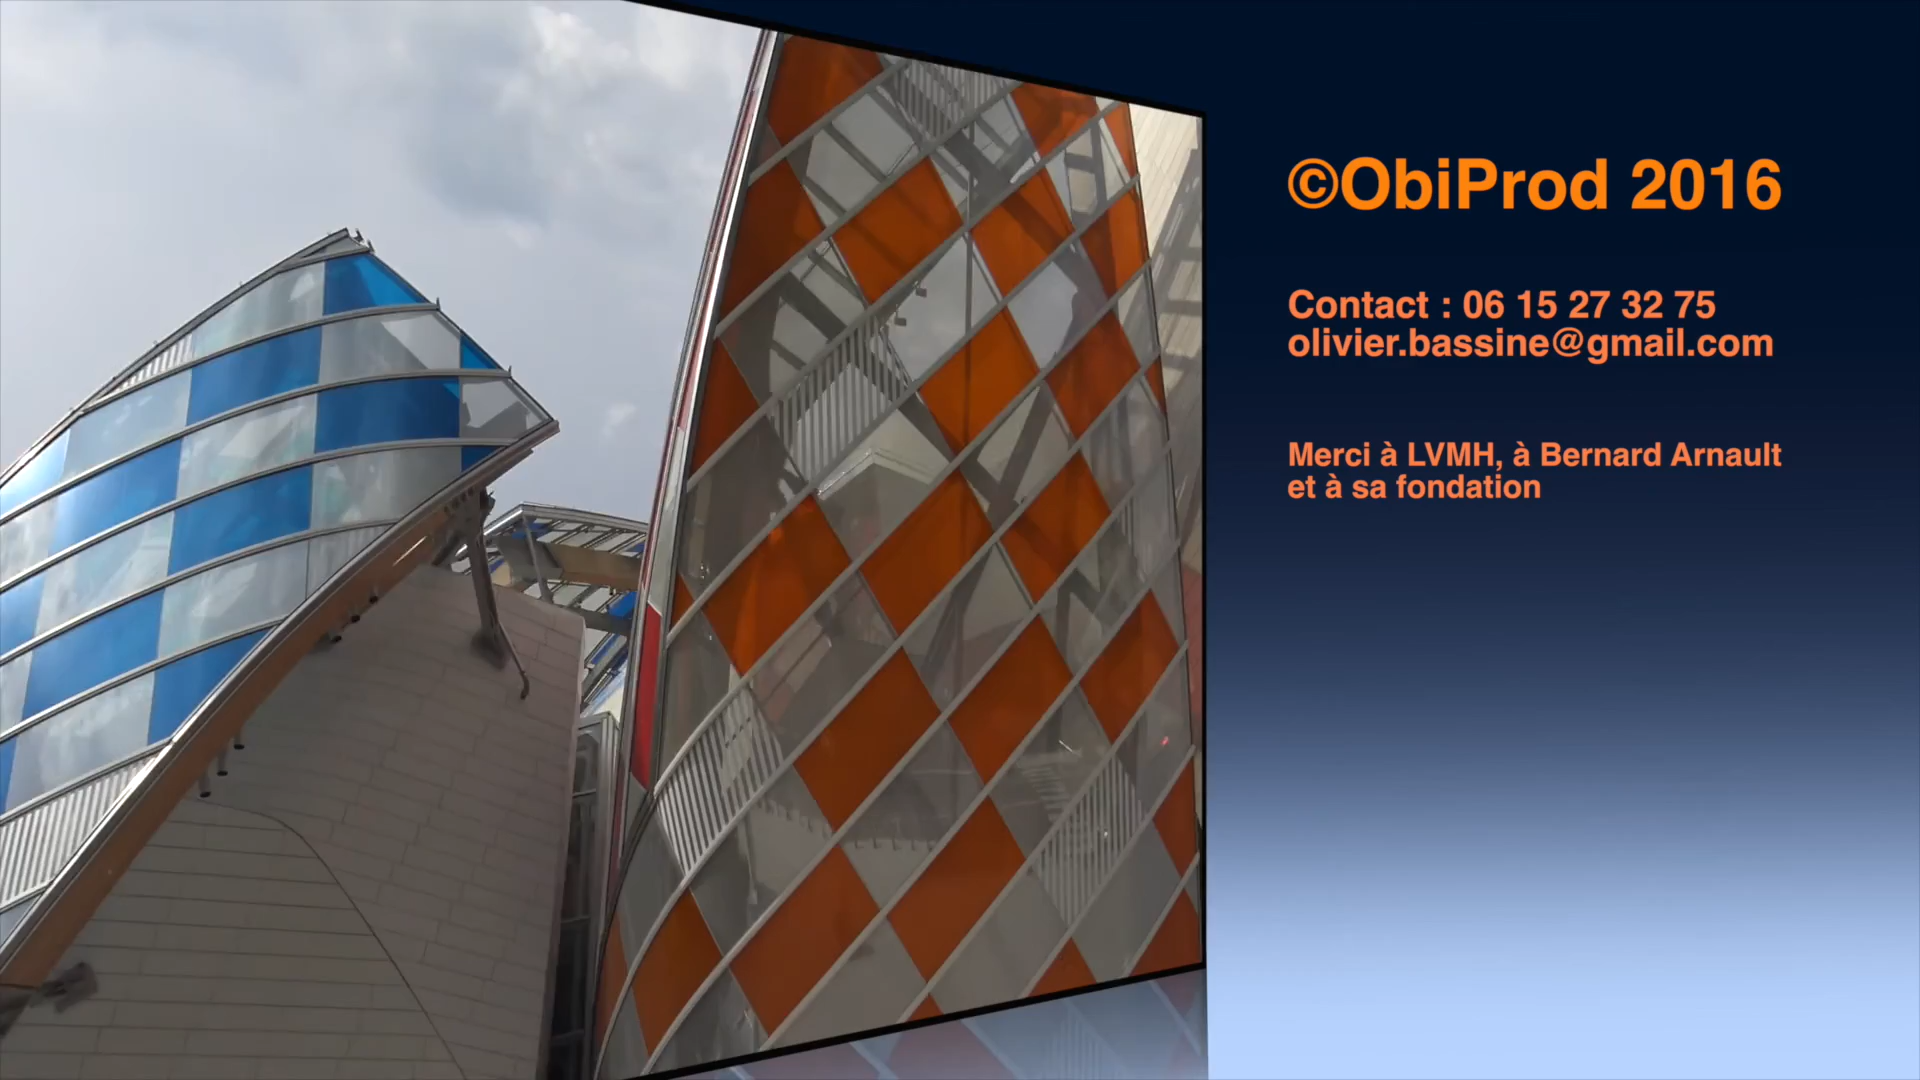 ©ObiProd 2016
Contact : 06 15 27 32 75
olivier.bassine@gmail.com
Merci à LVMH, à Bernard Arnault
et à sa fondation